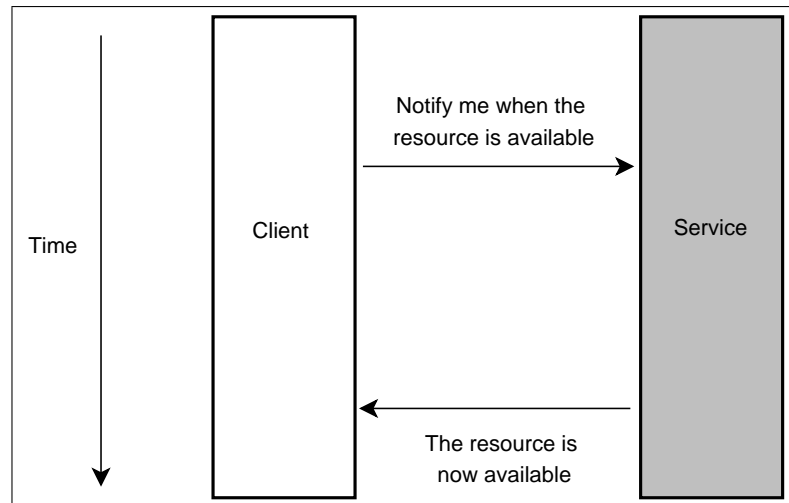 Notify me when the
resource is available
Time
Client
Service
The resource is
now available